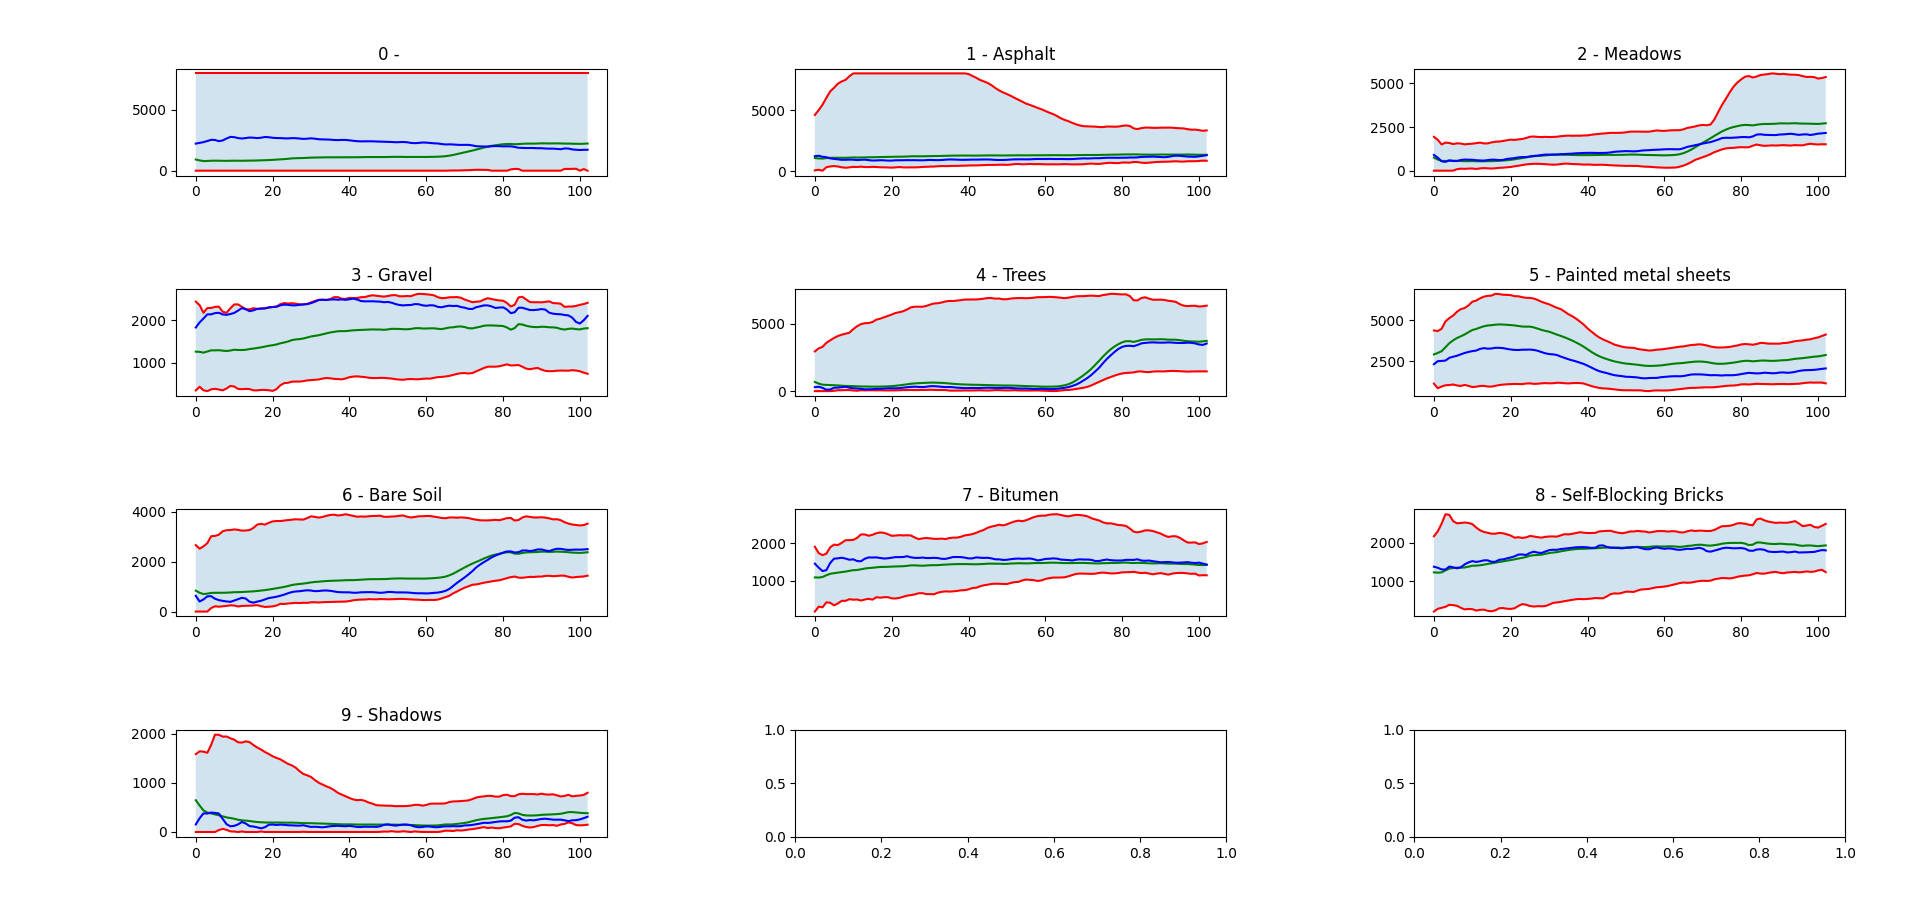 0 -
1 - Asphalt
2 - Meadows
5000
0
0 20 40 60 80 100
5000
0
0 20 40 60 80 100
5000
2500
0
0 20 40 60 80 100
3 - Gravel
4 - Trees
5 - Painted metal sheets
2000
1000
0 20 40 60 80 100
5000
0
0 20 40 60 80 100
5000
2500
0 20 40 60 80 100
6 - Bare Soil
7 - Bitumen
8 - Self-Blocking Bricks
4000
2000
0
0 20 40 60 80 100
2000
1000
0 20 40 60 80 100
2000
1000
0 20 40 60 80 100
9 - Shadows
2000
1000
0
0 20 40 60 80 100
1.0
0.5
0.0
0.0 0.2 0.4 0.6 0.8 1.0
1.0
0.5
0.0
0.0 0.2 0.4 0.6 0.8 1.0